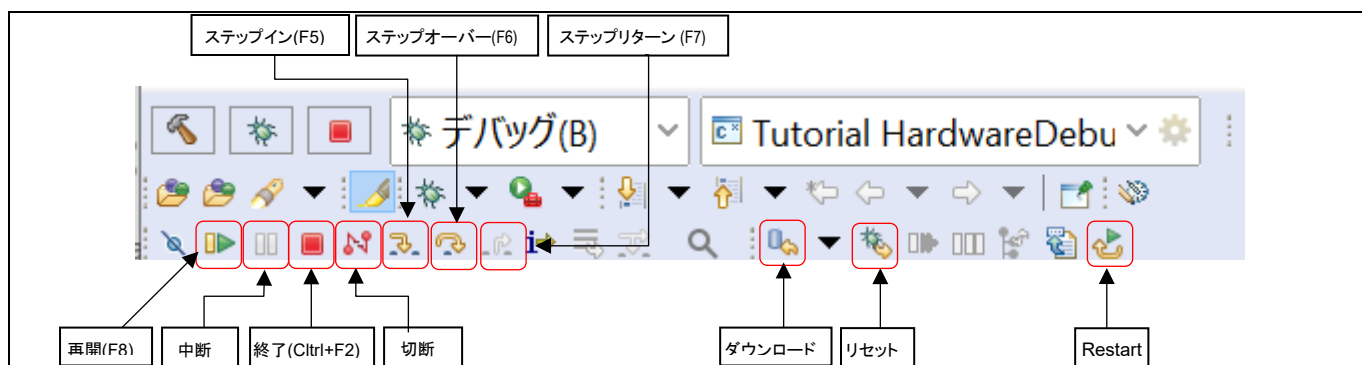 ステップイン(F5)
ステップオーバー(F6)
ステップリターン (F7)
デバッグ(B)
Tutorial HardwareDebu
再開(F8)
中断
終了(Cltrl+F2)
切断
ダウンロード
リセット
Restart